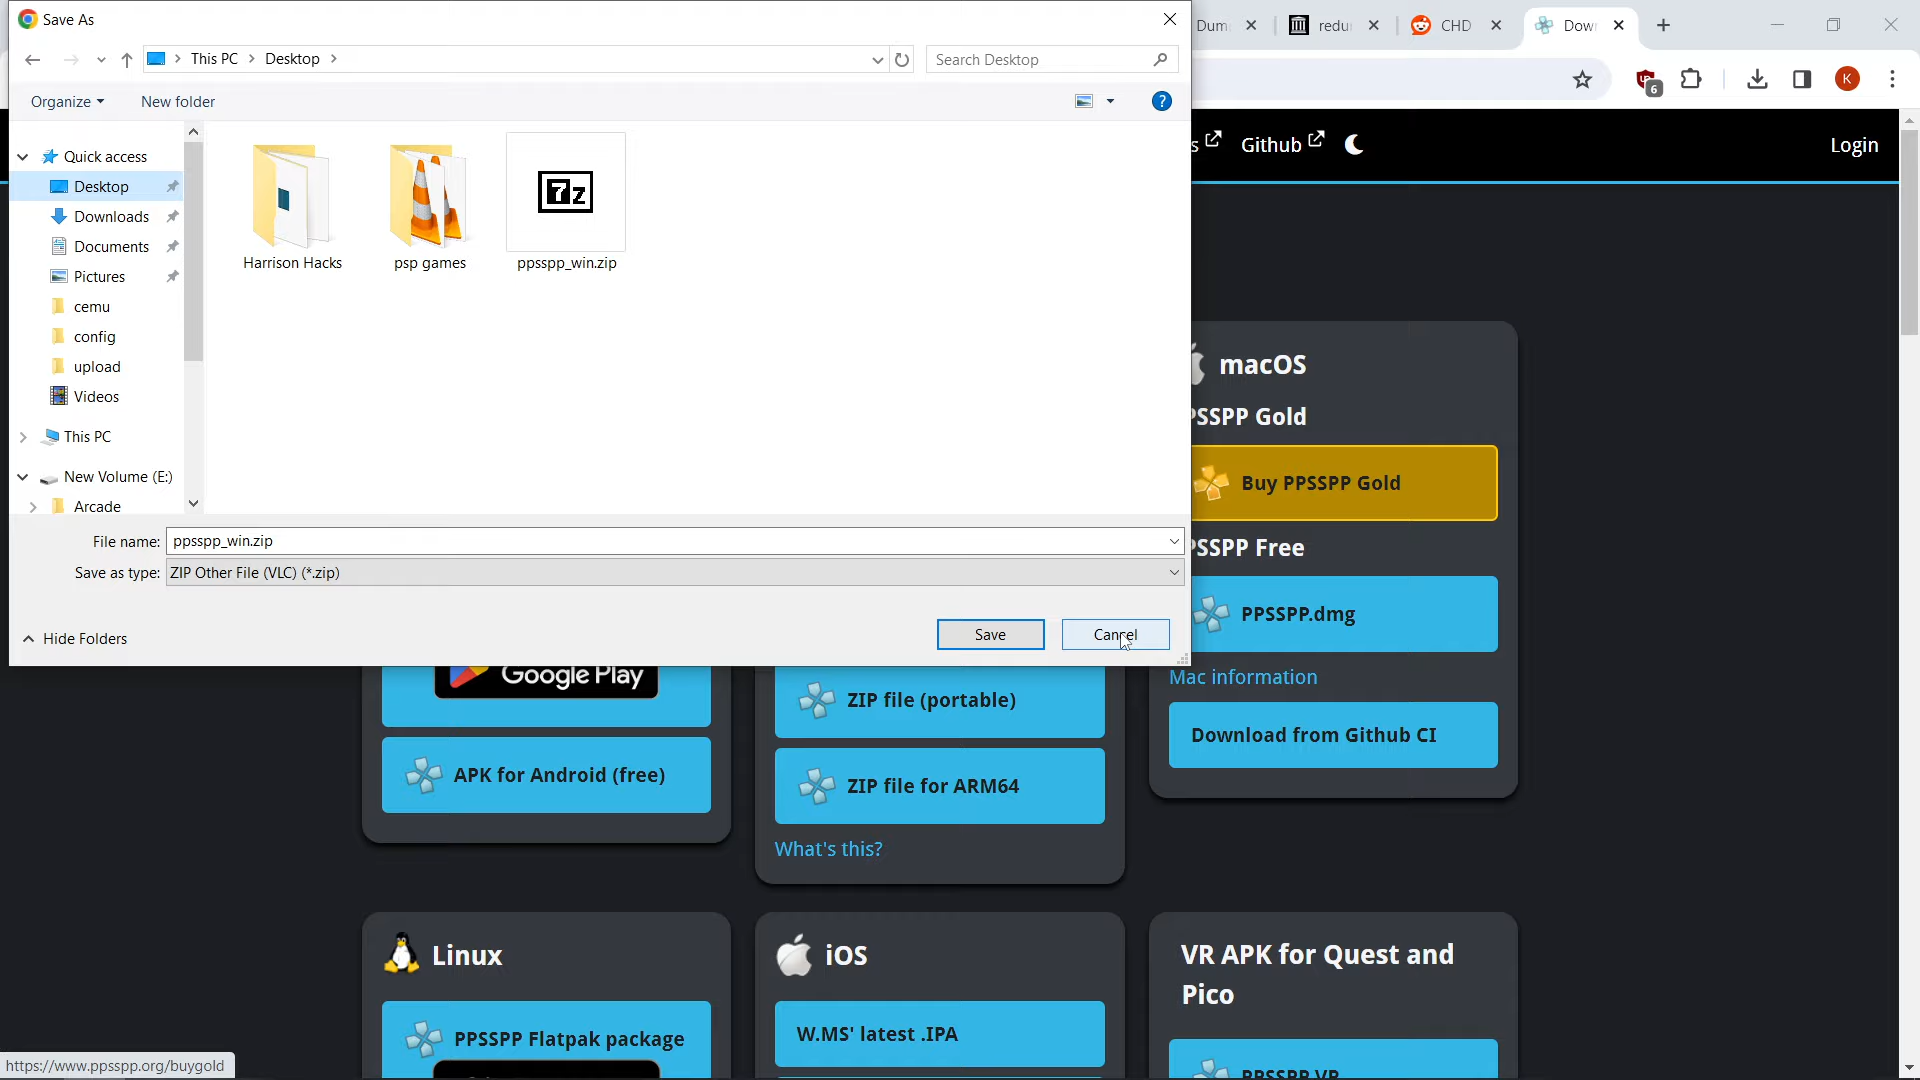 Save As
This PC
Desktop
Search Desktop
Organize
New folder
Quick access
Desktop
Downloads
Documents
Pictures
cemu
config
upload
Videos
This PC
New Volume (E:)
Arcade
Harrison Hacks
psp games
7z
ppsspp_win.zip
File name: ppsspp_win.zip
Save as type: ZIP Other File (VLC) (*.zip)
Hide Folders
Save
Cancel
Dum
redu
CHD
Dow
6
K
s
Github
Login
macOS
PSSPP Gold
Buy PPSSPP Gold
PSSPP Free
PPSSPP.dmg
Mac information
Download from Github CI
Google Play
APK for Android (free)
ZIP file (portable)
ZIP file for ARM64
What's this?
Linux
PPSSPP Flatpak package
iOS
W.MS' latest .IPA
VR APK for Quest and
Pico
PPSSPP VR
https://www.ppsspp.org/buygold